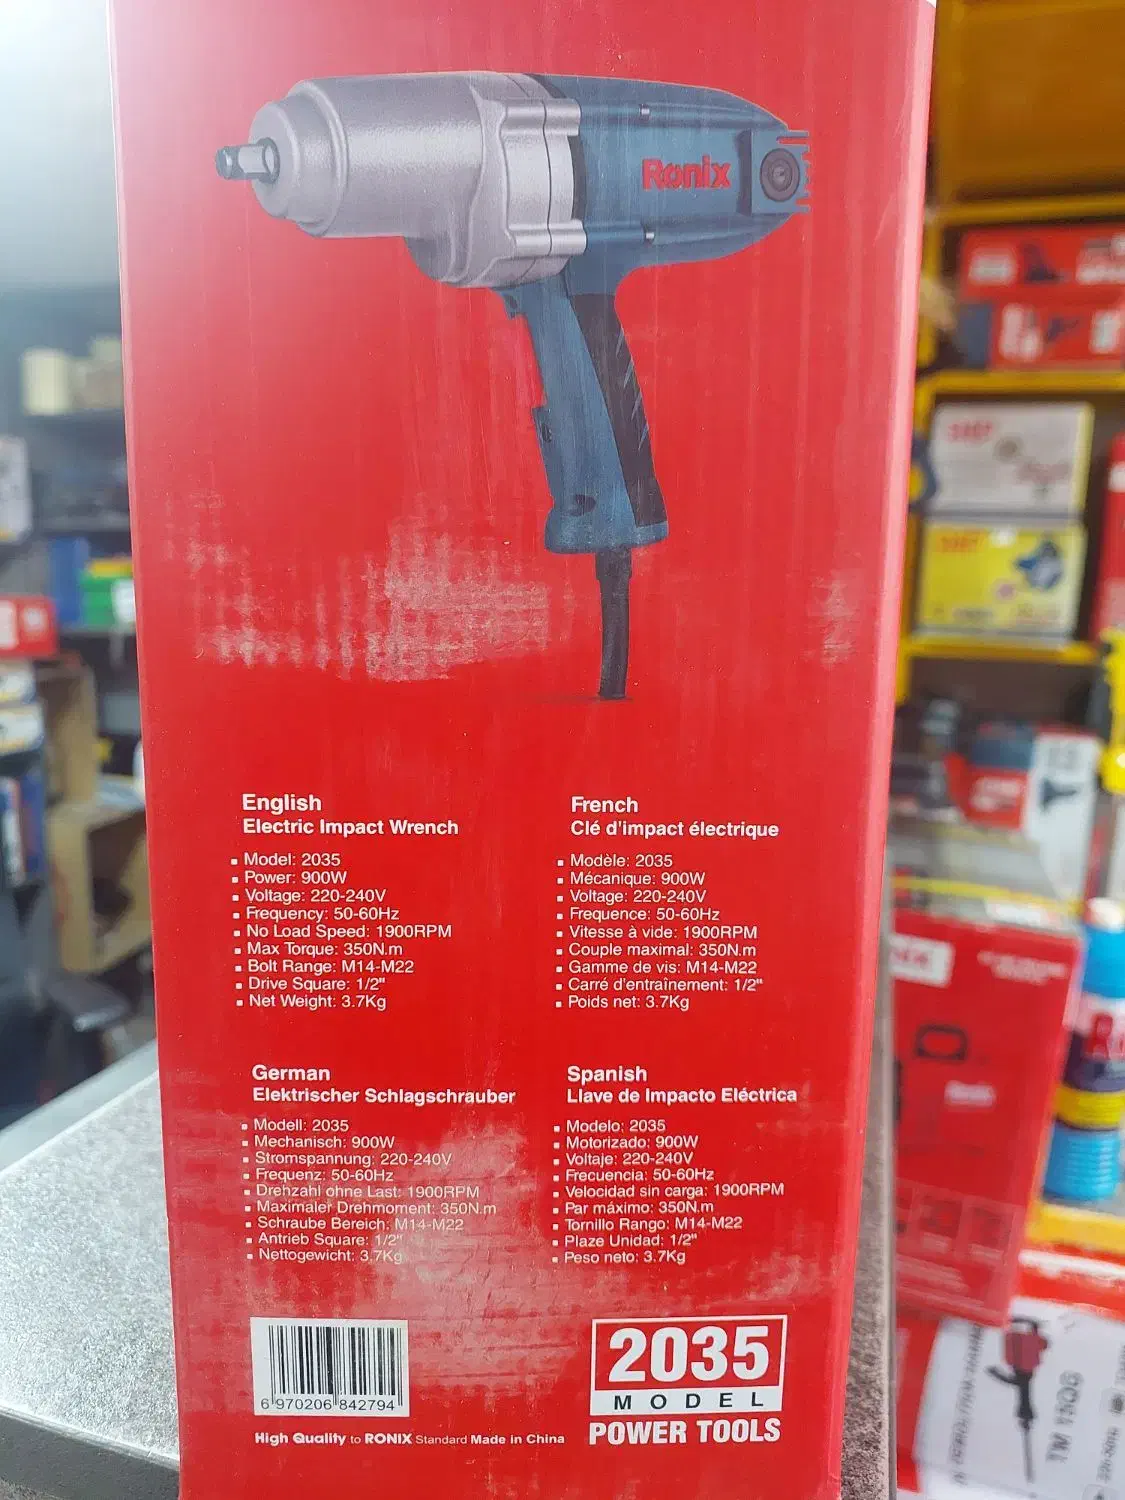 Ronix
English
Electric Impact Wrench
Model: 2035
Power: 900W
Voltage: 220-240V
Frequency: 50-60Hz
No Load Speed: 1900RPM
Max Torque: 350N.m
Bolt Range: M14-M22
Drive Square: 1/2"
Net Weight: 3.7Kg
French
Clé d'impact électrique
Modèle: 2035
Mécanique: 900W
Voltage: 220-240V
Frequence: 50-60Hz
Vitesse à vide: 1900RPM
Couple maximal: 350N.m
Gamme de vis: M14-M22
Carré d'entraînement: 1/2"
Poids net: 3.7Kg
German
Elektrischer Schlagschrauber
Modell: 2035
Mechanisch: 900W
Stromspannung: 220-240V
Frequenz: 50-60Hz
Drehzahl ohne Last: 1900RPM
Maximaler Drehmoment: 350N.m
Schraube Bereich: M14-M22
Antrieb Square: 1/2"
Nettogewicht: 3.7Kg
Spanish
Llave de Impacto Eléctrica
Modelo: 2035
Motorizado: 900W
Voltaje: 220-240V
Frecuencia: 50-60Hz
Velocidad sin carga: 1900RPM
Par máximo: 350N.m
Tornillo Rango: M14-M22
Plaze Unidad: 1/2"
Peso neto: 3.7Kg
6 970206 842794
High Quality to RONIX Standard Made in China
2035
MODEL
POWER TOOLS